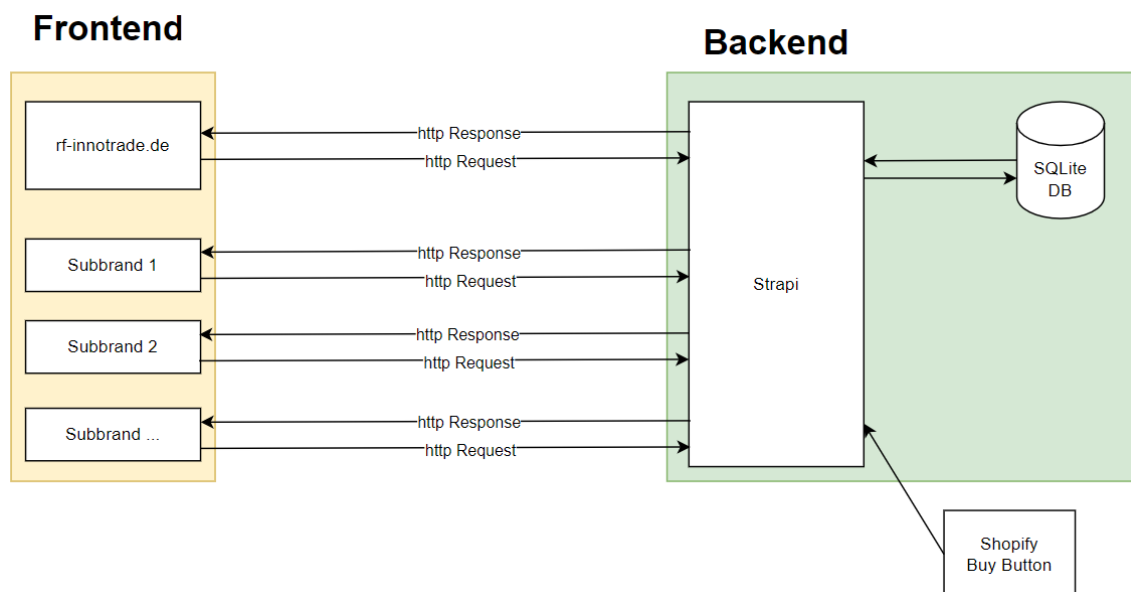 Frontend
Backend
rf-innotrade.de
http Response
http Request
SQLite
DB
Subbrand 1
http Response
http Request
Strapi
Subbrand 2
http Response
http Request
Subbrand ...
http Response
http Request
Shopify
Buy Button